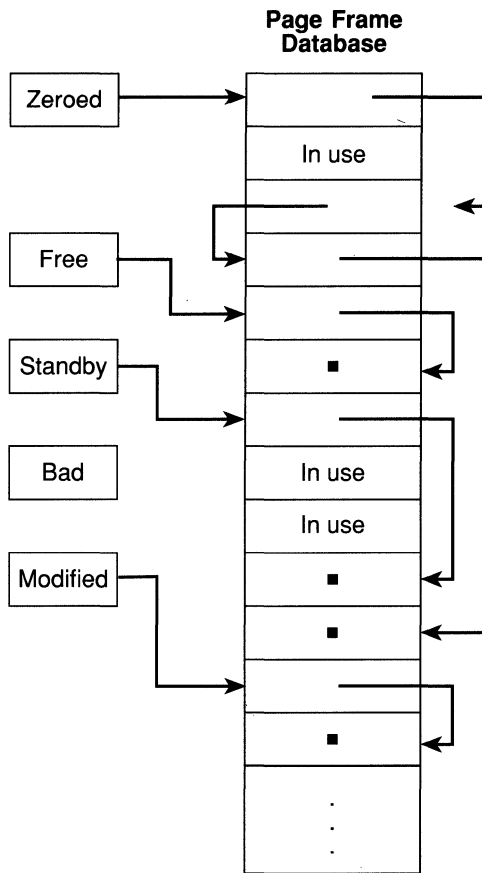 Page Frame
Database
Zeroed
In use
Free
Standby
Bad
In use
In use
Modified